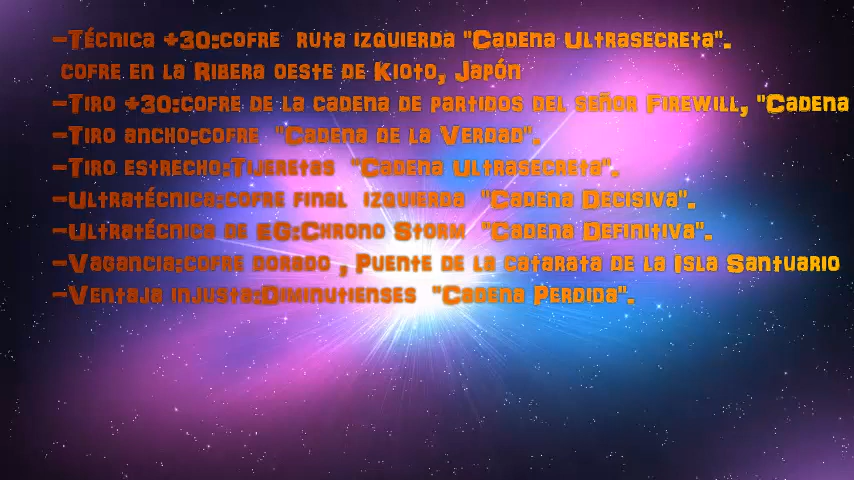 -Técnica +30:cofre ruta izquierda "Cadena Ultrasecreta".
cofre en la Ribera oeste de Kioto, Japón
-Tiro +30:cofre de la cadena de partidos del señor Firewill, "Cadena
-Tiro ancho:cofre "Cadena de la Verdad".
-Tiro estrecho:Tijeretas "Cadena Ultrasecreta".
-Ultratécnica:cofre final izquierda "Cadena Decisiva".
-Ultratécnica de EG:Chrono Storm "Cadena Definitiva".
-Vagancia:cofre dorado , Puente de la catarata de la Isla Santuario
-Ventaja injusta:Diminutienses "Cadena Perdida".